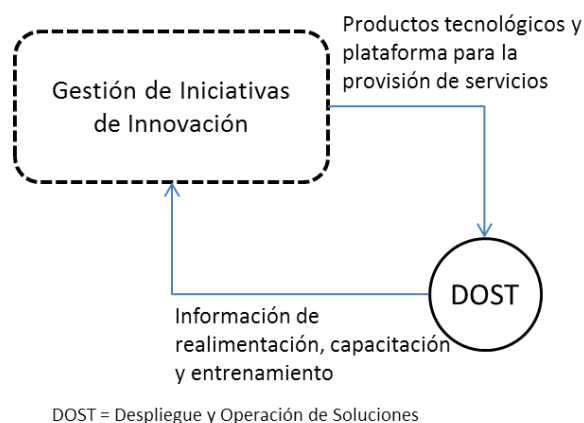 Productos tecnológicos y
plataforma para la
provisión de servicios
Gestión de Iniciativas
de Innovación
DOST
Información de
realimentación, capacitación
y entrenamiento
DOST = Despliegue y Operación de Soluciones